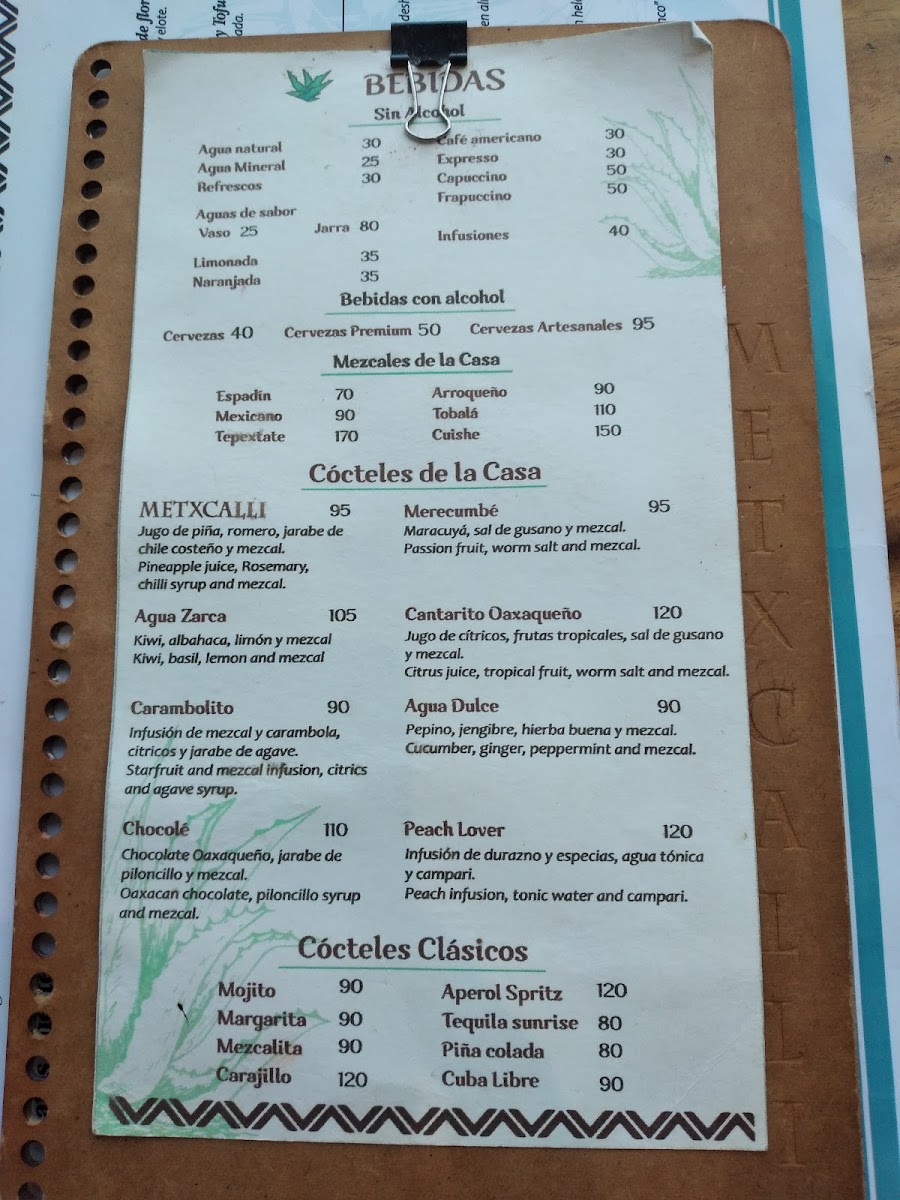 BEBIDAS
Sin Alcohol
Agua natural 30
Agua Mineral 25
Refrescos 30
Aguas de sabor
Vaso 25 Jarra 80
Limonada 35
Naranjada 35
Café americano 30
Expresso 30
Capuccino 50
Frapuccino 50
Infusiones 40
Bebidas con alcohol
Cervezas 40 Cervezas Premium 50 Cervezas Artesanales 95
Mezcales de la Casa
Espadín 70
Mexicano 90
Tepextate 170
Arroqueño 90
Tobalá 110
Cuishe 150
Cócteles de la Casa
METXCALLI 95
Jugo de piña, romero, jarabe de
chile costeño y mezcal.
Pineapple juice, Rosemary,
chilli syrup and mezcal.
Merecumbé 95
Maracuyá, sal de gusano y mezcal.
Passion fruit, worm salt and mezcal.
Agua Zarca 105
Kiwi, albahaca, limón y mezcal
Kiwi, basil, lemon and mezcal
Cantarito Oaxaqueño 120
Jugo de cítricos, frutas tropicales, sal de gusano
y mezcal.
Citrus juice, tropical fruit, worm salt and mezcal.
Carambolito 90
Infusión de mezcal y carambola,
cítricos y jarabe de agave.
Starfruit and mezcal infusion, citrics
and agave syrup.
Agua Dulce 90
Pepino, jengibre, hierba buena y mezcal.
Cucumber, ginger, peppermint and mezcal.
Chocolé 110
Chocolate Oaxaqueño, jarabe de
piloncillo y mezcal.
Oaxacan chocolate, piloncillo syrup
and mezcal.
Peach Lover 120
Infusión de durazno y especias, agua tónica
y campari.
Peach infusion, tonic water and campari.
Cócteles Clásicos
Mojito 90
Margarita 90
Mezcalita 90
Carajillo 120
Aperol Spritz 120
Tequila sunrise 80
Piña colada 80
Cuba Libre 90
METXCALLI
de flor
elote.
y Tofu